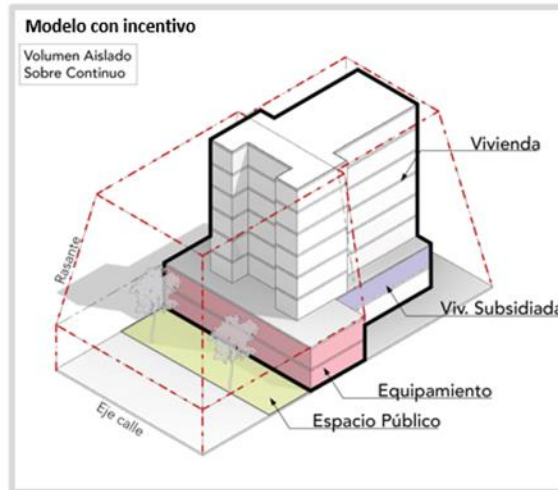 Modelo con incentivo
Volumen Aislado
Sobre Continuo
Vivienda
Rasante
Viv. Subsidiada
Equipamiento
Espacio Público
Eje calle